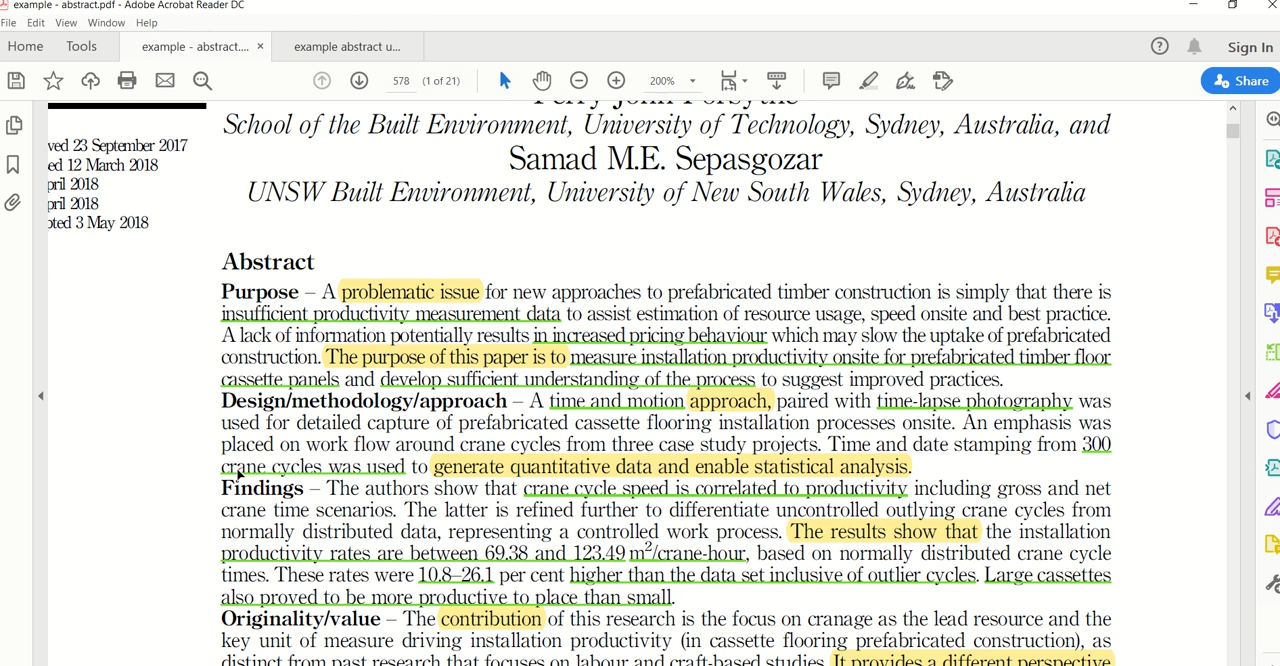 example - abstract.pdf - Adobe Acrobat Reader DC
File Edit View Window Help
Home Tools example - abstract.... × example abstract u... Sign In
578 (1 of 21) 200% Share
School of the Built Environment, University of Technology, Sydney, Australia, and
Samad M.E. Sepasgozar
UNSW Built Environment, University of New South Wales, Sydney, Australia
ved 23 September 2017
ed 12 March 2018
pril 2018
pril 2018
pted 3 May 2018
Abstract
Purpose – A problematic issue for new approaches to prefabricated timber construction is simply that there is
insufficient productivity measurement data to assist estimation of resource usage, speed onsite and best practice.
A lack of information potentially results in increased pricing behaviour which may slow the uptake of prefabricated
construction. The purpose of this paper is to measure installation productivity onsite for prefabricated timber floor
cassette panels and develop sufficient understanding of the process to suggest improved practices.
Design/methodology/approach – A time and motion approach, paired with time-lapse photography was
used for detailed capture of prefabricated cassette flooring installation processes onsite. An emphasis was
placed on work flow around crane cycles from three case study projects. Time and date stamping from 300
crane cycles was used to generate quantitative data and enable statistical analysis.
Findings – The authors show that crane cycle speed is correlated to productivity including gross and net
crane time scenarios. The latter is refined further to differentiate uncontrolled outlying crane cycles from
normally distributed data, representing a controlled work process. The results show that the installation
productivity rates are between 69.38 and 123.49 m²/crane-hour, based on normally distributed crane cycle
times. These rates were 10.8–26.1 per cent higher than the data set inclusive of outlier cycles. Large cassettes
also proved to be more productive to place than small.
Originality/value – The contribution of this research is the focus on cranage as the lead resource and the
key unit of measure driving installation productivity (in cassette flooring prefabricated construction), as
distinct from past research that focuses on labour and craft-based studies. It provides a different perspective